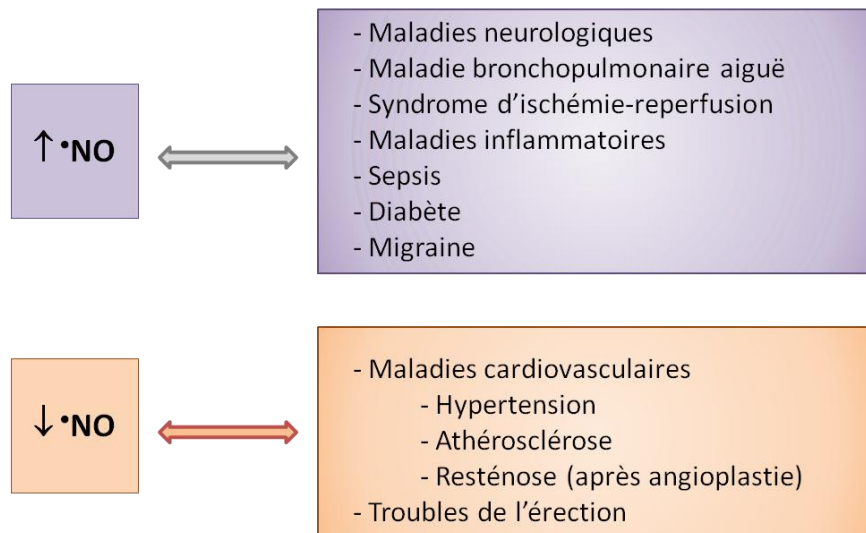 ↑ •NO
- Maladies neurologiques
- Maladie bronchopulmonaire aiguë
- Syndrome d’ischémie-reperfusion
- Maladies inflammatoires
- Sepsis
- Diabète
- Migraine
↓ •NO
- Maladies cardiovasculaires
- Hypertension
- Athérosclérose
- Resténose (après angioplastie)
- Troubles de l’érection